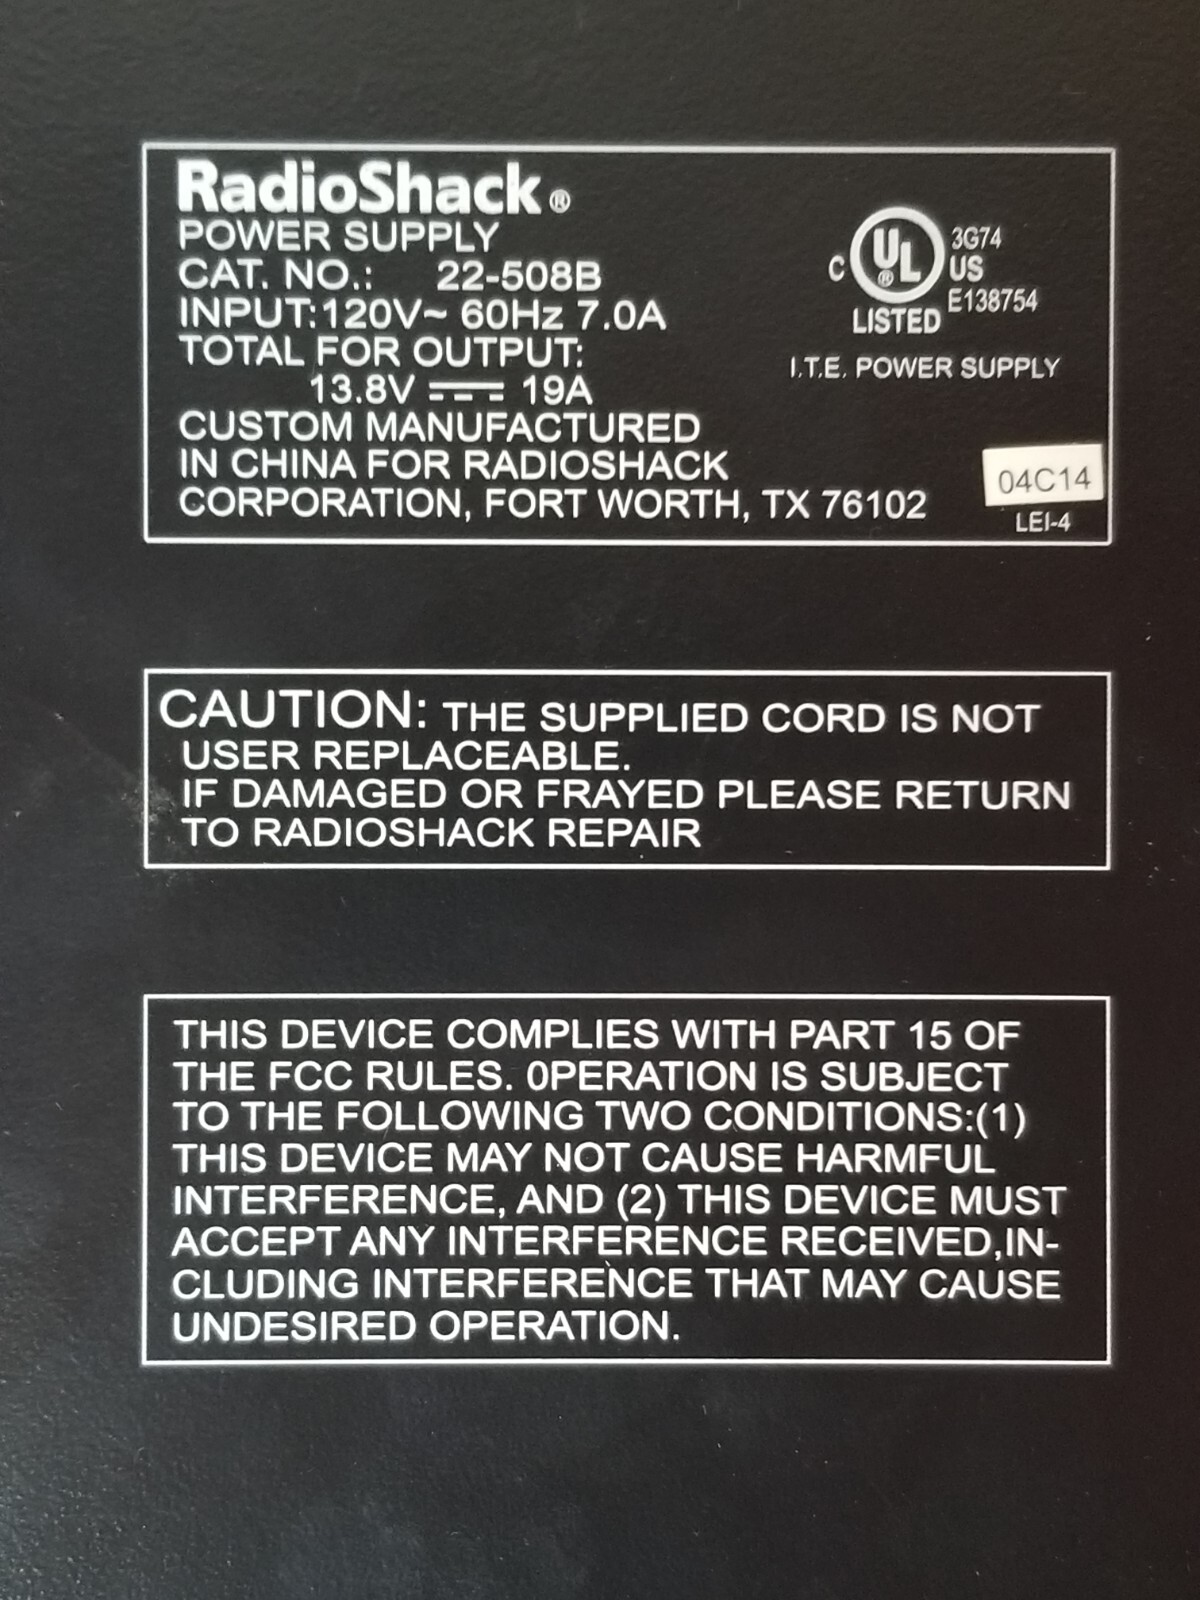 RadioShack®
POWER SUPPLY
CAT. NO.: 22-508B
INPUT:120V~ 60Hz 7.0A
TOTAL FOR OUTPUT:
13.8V ⎓ 19A
CUSTOM MANUFACTURED
IN CHINA FOR RADIOSHACK
CORPORATION, FORT WORTH, TX 76102
C UL® US
3G74
E138754
LISTED
I.T.E. POWER SUPPLY
04C14
LEI-4
CAUTION: THE SUPPLIED CORD IS NOT
USER REPLACEABLE.
IF DAMAGED OR FRAYED PLEASE RETURN
TO RADIOSHACK REPAIR
THIS DEVICE COMPLIES WITH PART 15 OF
THE FCC RULES. 0PERATION IS SUBJECT
TO THE FOLLOWING TWO CONDITIONS:(1)
THIS DEVICE MAY NOT CAUSE HARMFUL
INTERFERENCE, AND (2) THIS DEVICE MUST
ACCEPT ANY INTERFERENCE RECEIVED,IN-
CLUDING INTERFERENCE THAT MAY CAUSE
UNDESIRED OPERATION.